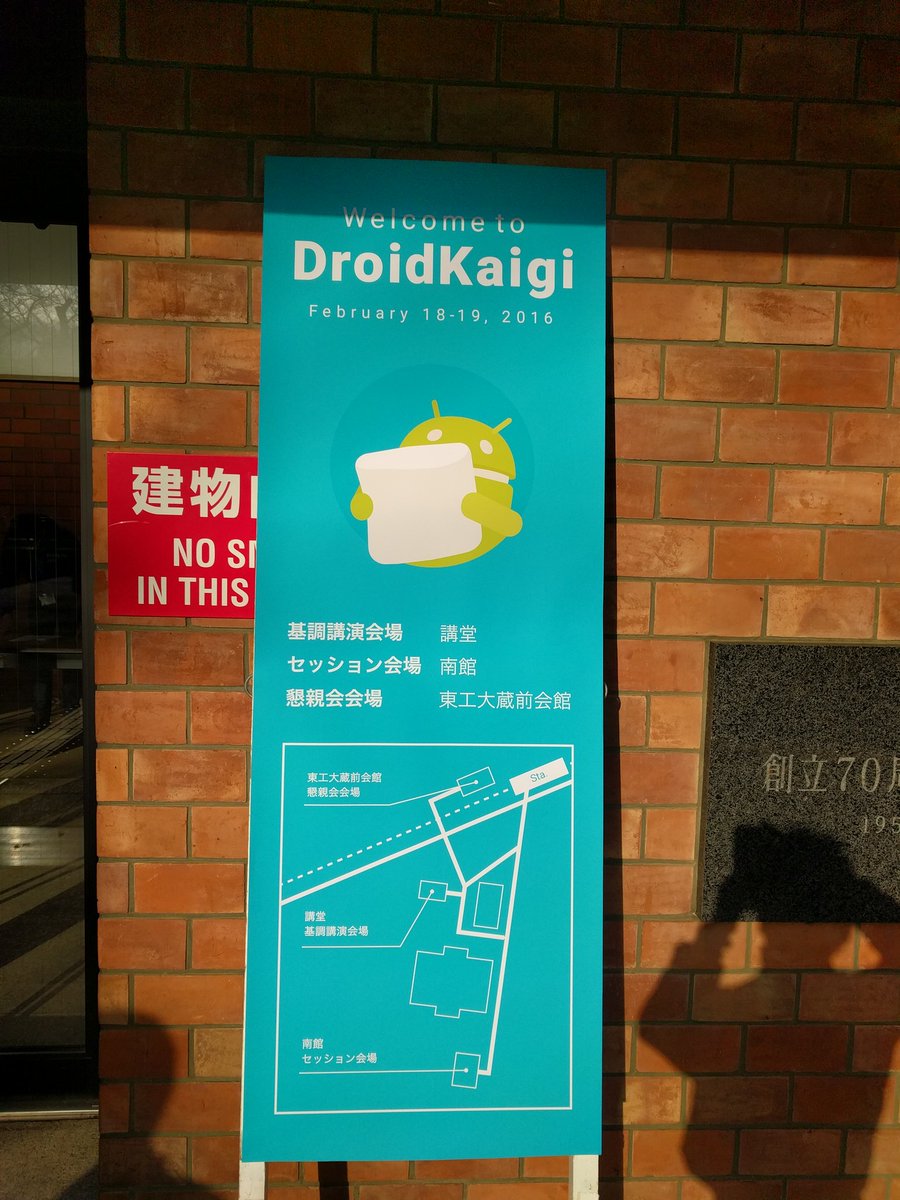 Welcome to
DroidKaigi
February 18-19, 2016
建物
NO
IN THIS
基調講演会場 講堂
セッション会場 南館
懇親会会場 東工大蔵前会館
東工大蔵前会館
懇親会会場
Sta.
講堂
基調講演会場
南館
セッション会場
創立70
195